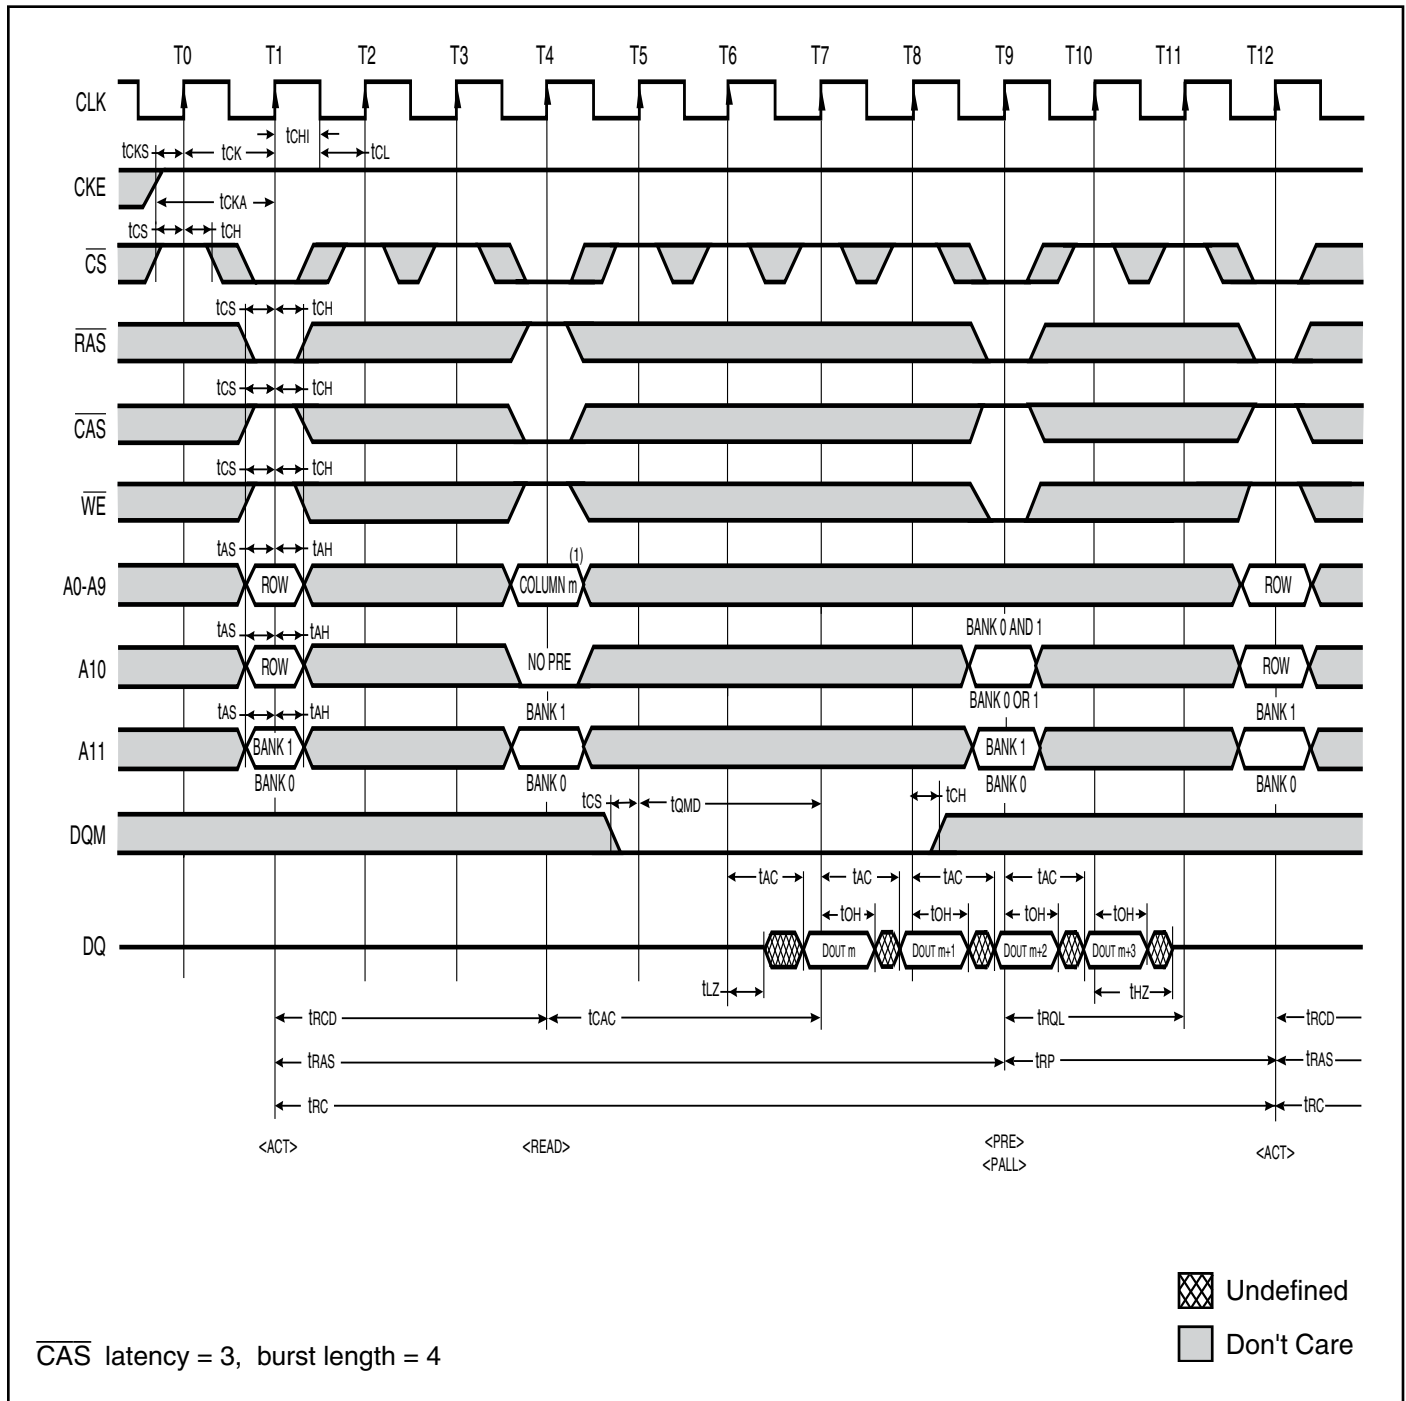 T0 T1 T2 T3 T4 T5 T6 T7 T8 T9 T10 T11 T12
CLK
tCHI
tCKS tCK tCL
CKE
tCKA
tCS tCH
CS
tCS tCH
RAS
tCS tCH
CAS
tCS tCH
WE
tAS tAH (1)
A0-A9 ROW COLUMN m ROW
tAS tAH BANK 0 AND 1
A10 ROW NO PRE ROW
BANK 0 OR 1
tAS tAH BANK 1 BANK 1
A11 BANK 1 BANK 1
BANK 0 BANK 0 BANK 0 BANK 0
tCS tQMD tCH
DQM
tAC tAC tAC tAC
tOH tOH tOH tOH
DQ DOUT m DOUT m+1 DOUT m+2 DOUT m+3
tLZ tHZ
tRCD tCAC tRQL tRCD
tRAS tRP tRAS
tRC tRC
<ACT> <READ> <PRE> <ACT>
<PALL>
Undefined
Don't Care
CAS latency = 3, burst length = 4